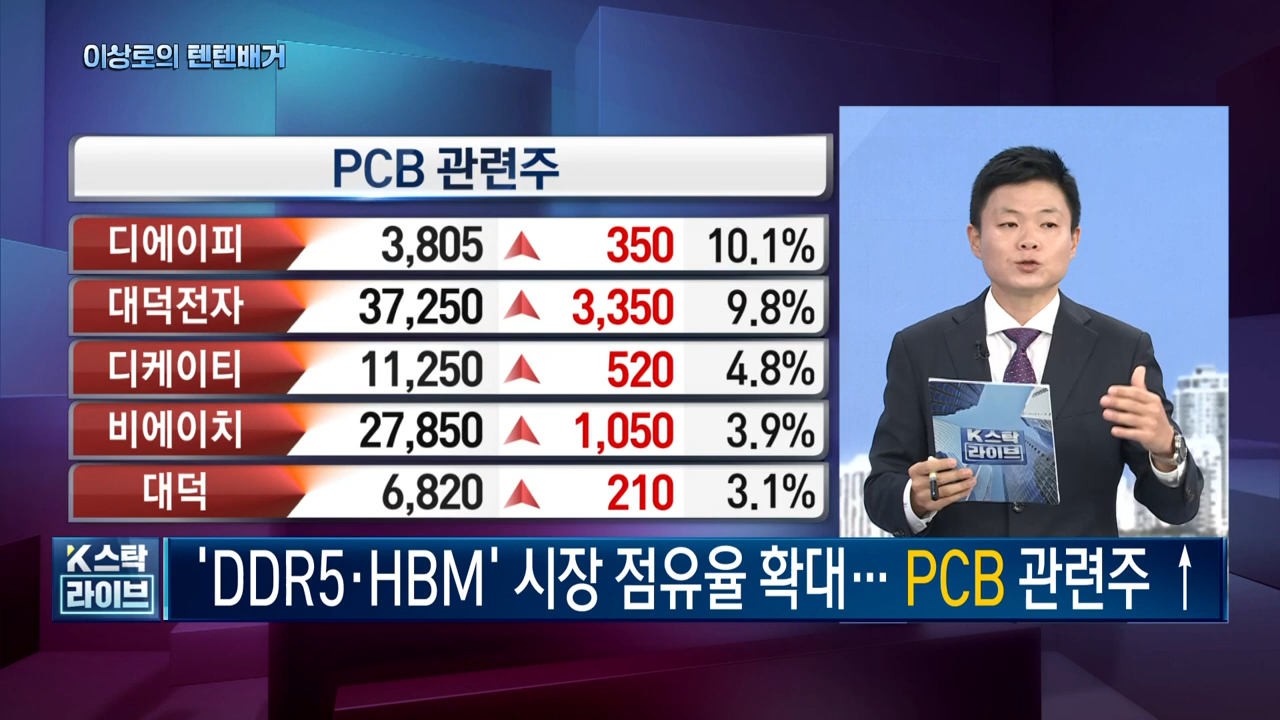 이상로의 텐텐배거
PCB 관련주
디에이피 3,805 ▲ 350 10.1%
대덕전자 37,250 ▲ 3,350 9.8%
디케이티 11,250 ▲ 520 4.8%
비에이치 27,850 ▲ 1,050 3.9%
대덕 6,820 ▲ 210 3.1%
K스탁
라이브
K스탁
라이브
'DDR5·HBM' 시장 점유율 확대… PCB 관련주 ↑